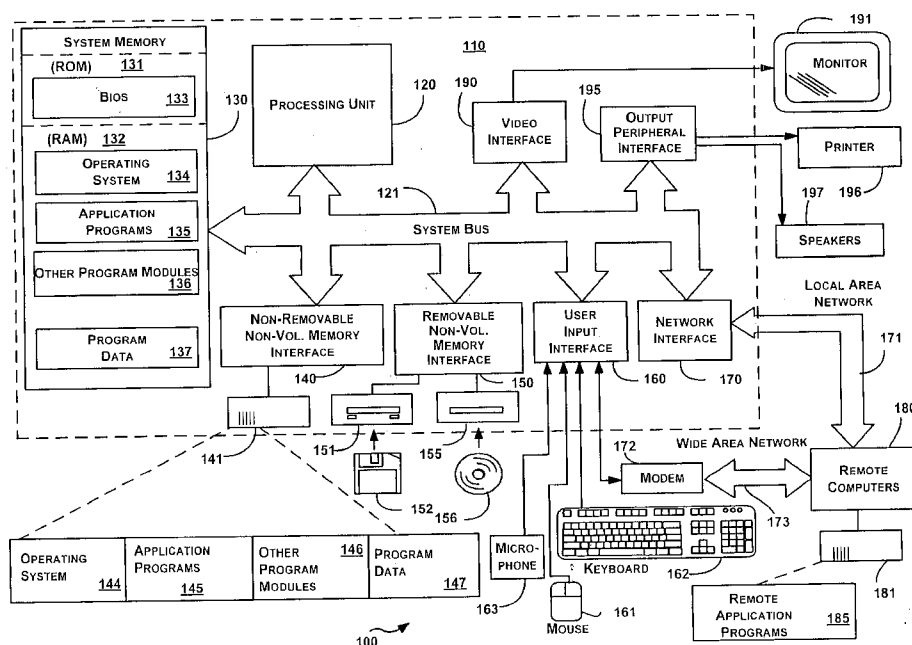 SYSTEM MEMORY
(ROM) 131
BIOS 133
(RAM) 132
OPERATING
SYSTEM 134
APPLICATION
PROGRAMS 135
OTHER PROGRAM
MODULES 136
PROGRAM
DATA 137
130
PROCESSING UNIT
120
110
190
VIDEO
INTERFACE
195
OUTPUT
PERIPHERAL
INTERFACE
191
MONITOR
PRINTER
196
197
SPEAKERS
121
SYSTEM BUS
NON-REMOVABLE
NON-VOL. MEMORY
INTERFACE
140
REMOVABLE
NON-VOL.
MEMORY
INTERFACE
150
USER
INPUT
INTERFACE
160
NETWORK
INTERFACE
170
LOCAL AREA
NETWORK
171
141
151
152
155
156
172
MODEM
WIDE AREA NETWORK
173
180
REMOTE
COMPUTERS
181
OPERATING
SYSTEM 144
APPLICATION
PROGRAMS
145
OTHER
PROGRAM
MODULES
146
PROGRAM
DATA
147
MICRO-
PHONE
163
KEYBOARD
162
MOUSE
161
REMOTE
APPLICATION
PROGRAMS
185
100